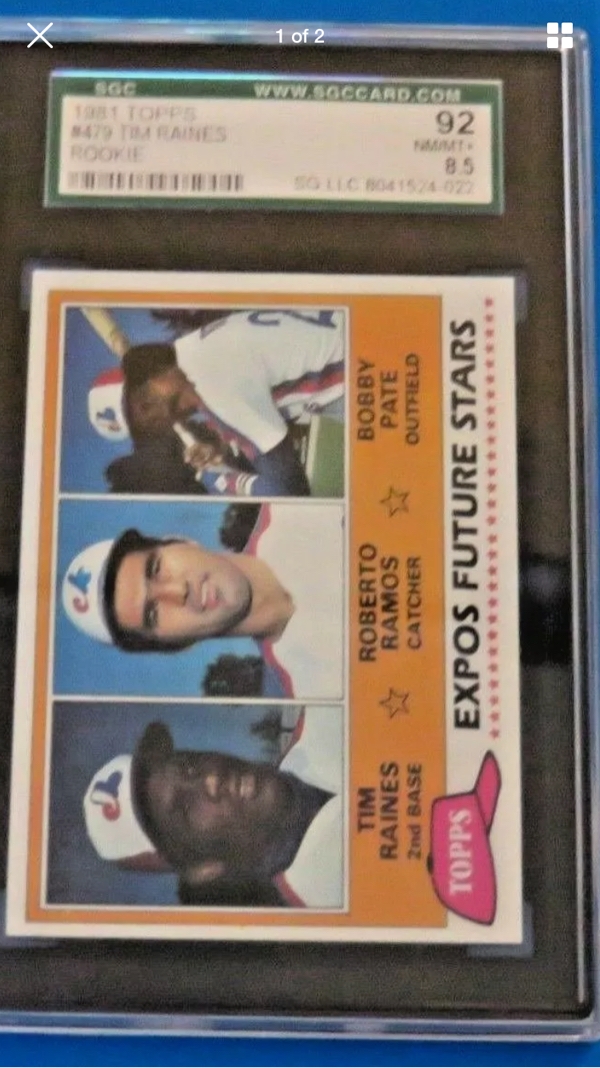 1 of 2
SGC WWW.SGCCARD.COM
1981 TOPPS 92
#479 TIM RAINES NM/MT+
ROOKIE 8.5
SG LLC 8041524-022
TIM
RAINES
2nd BASE
ROBERTO
RAMOS
CATCHER
BOBBY
PATE
OUTFIELD
TOPPS
EXPOS FUTURE STARS